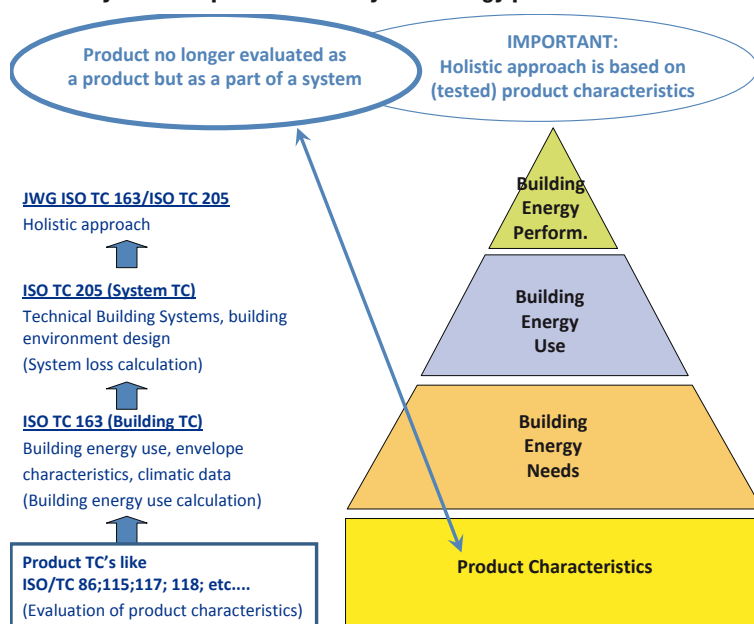 Product no longer evaluated as
a product but as a part of a system
IMPORTANT:
Holistic approach is based on
(tested) product characteristics
JWG ISO TC 163/ISO TC 205
Holistic approach
ISO TC 205 (System TC)
Technical Building Systems, building
environment design
(System loss calculation)
ISO TC 163 (Building TC)
Building energy use, envelope
characteristics, climatic data
(Building energy use calculation)
Product TC's like
ISO/TC 86;115;117; 118; etc....
(Evaluation of product characteristics)
Building
Energy
Perform.
Building
Energy
Use
Building
Energy
Needs
Product Characteristics